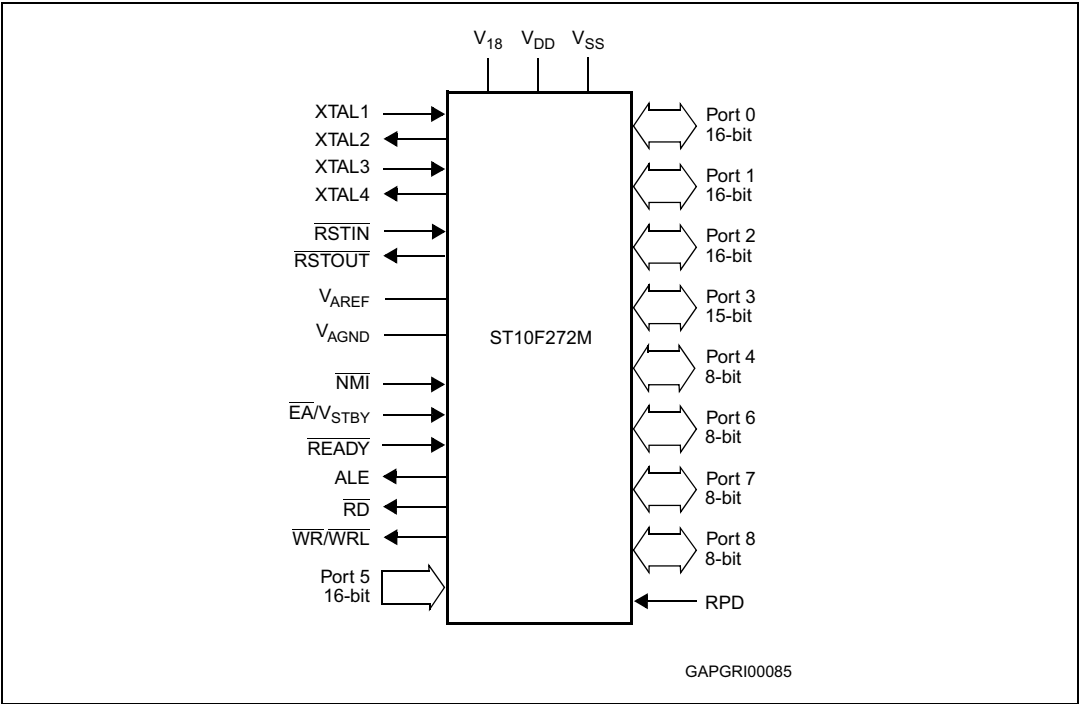 V18 VDD VSS
XTAL1
XTAL2
XTAL3
XTAL4
RSTIN
RSTOUT
VAREF
VAGND
NMI
EA/VSTBY
READY
ALE
RD
WR/WRL
Port 5
16-bit
ST10F272M
Port 0
16-bit
Port 1
16-bit
Port 2
16-bit
Port 3
15-bit
Port 4
8-bit
Port 6
8-bit
Port 7
8-bit
Port 8
8-bit
RPD
GAPGRI00085